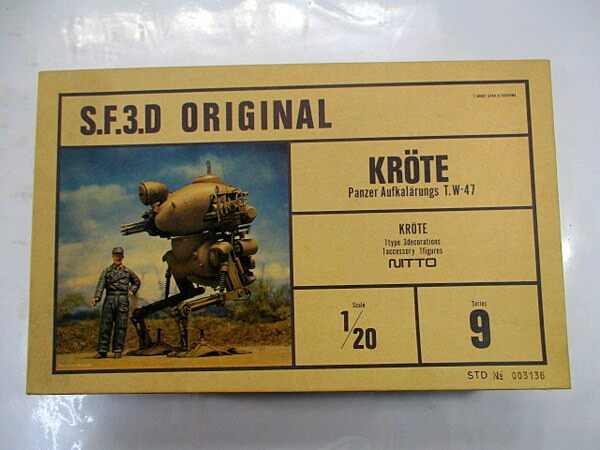 S.F.3.D ORIGINAL
KRÖTE
Panzer Aufkalärungs T.W-47
KRÖTE
1type 3decorations
1accessory 1figures
NITTO
Scale
1/20
Series
9
STD № 003136